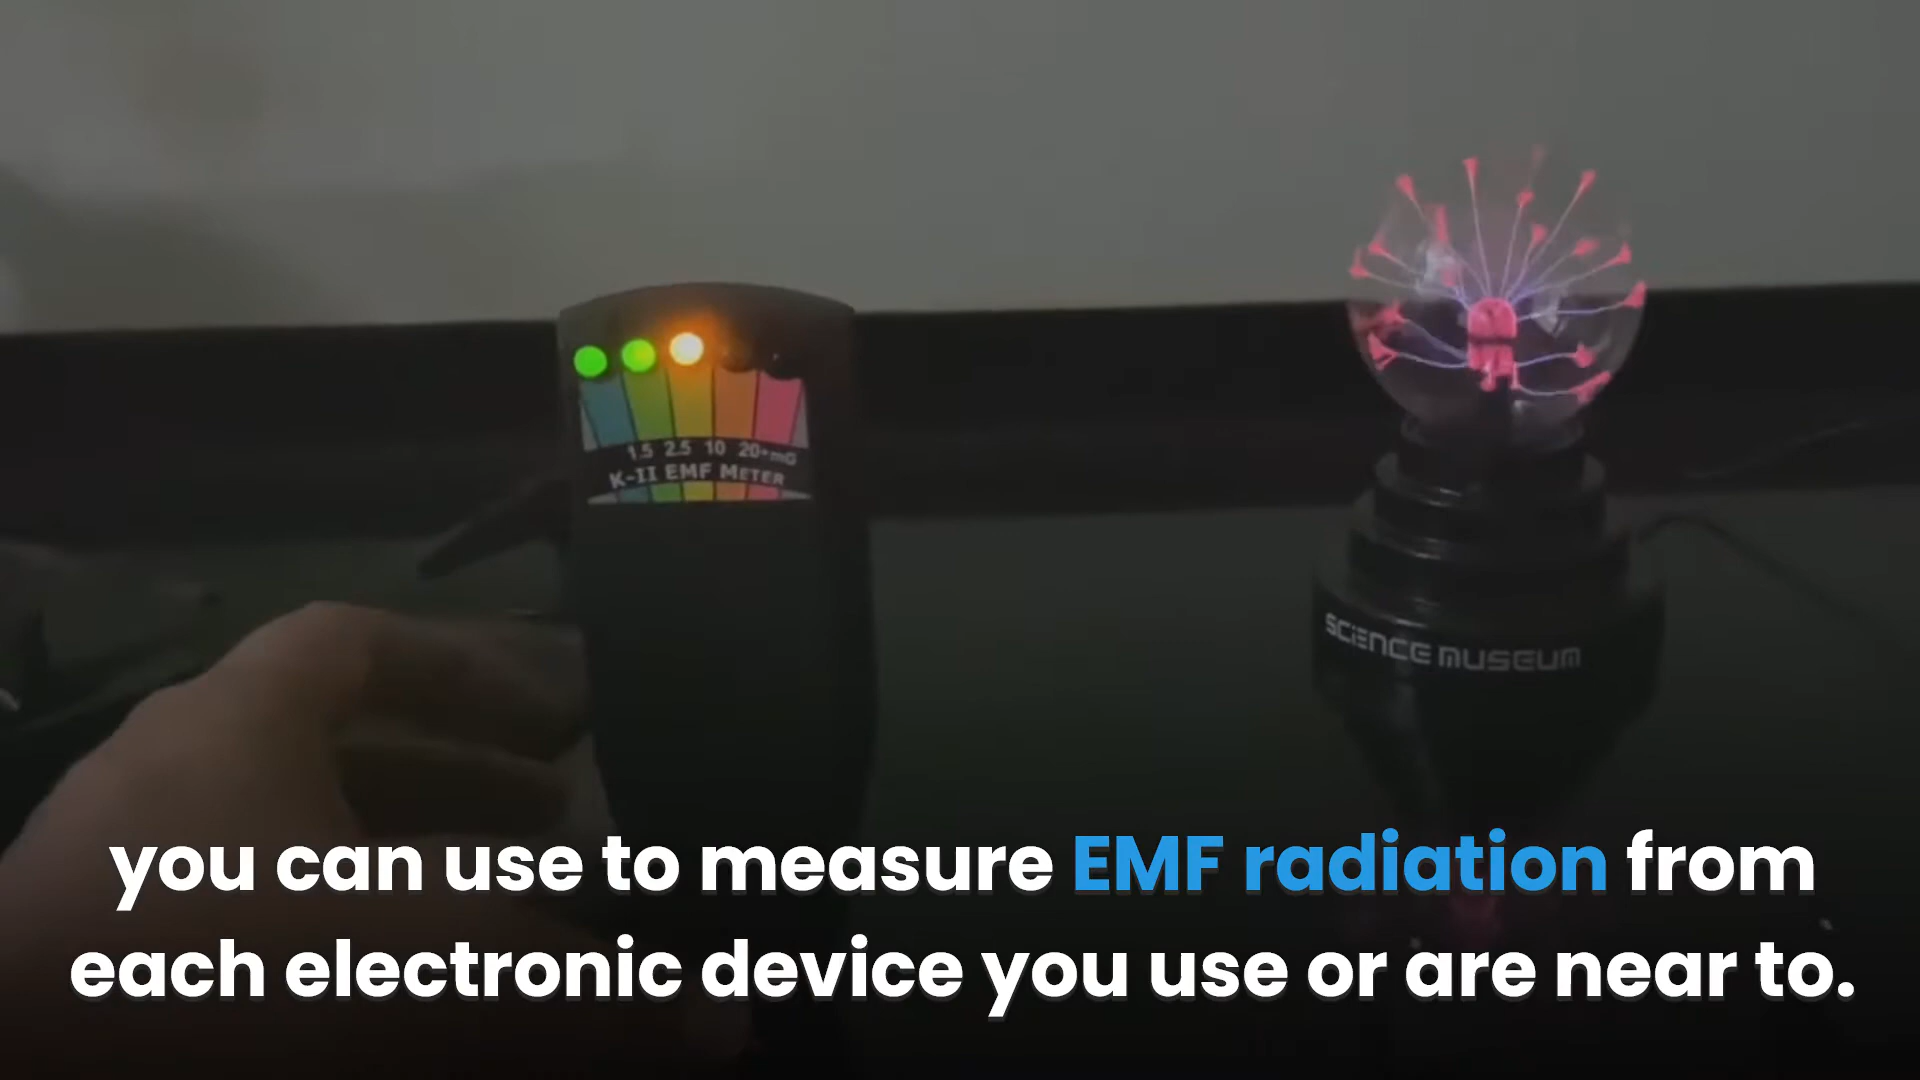 1.5 2.5 10 20+mG
K-II EMF METER
SCIENCE MUSEUM
you can use to measure EMF radiation from
each electronic device you use or are near to.